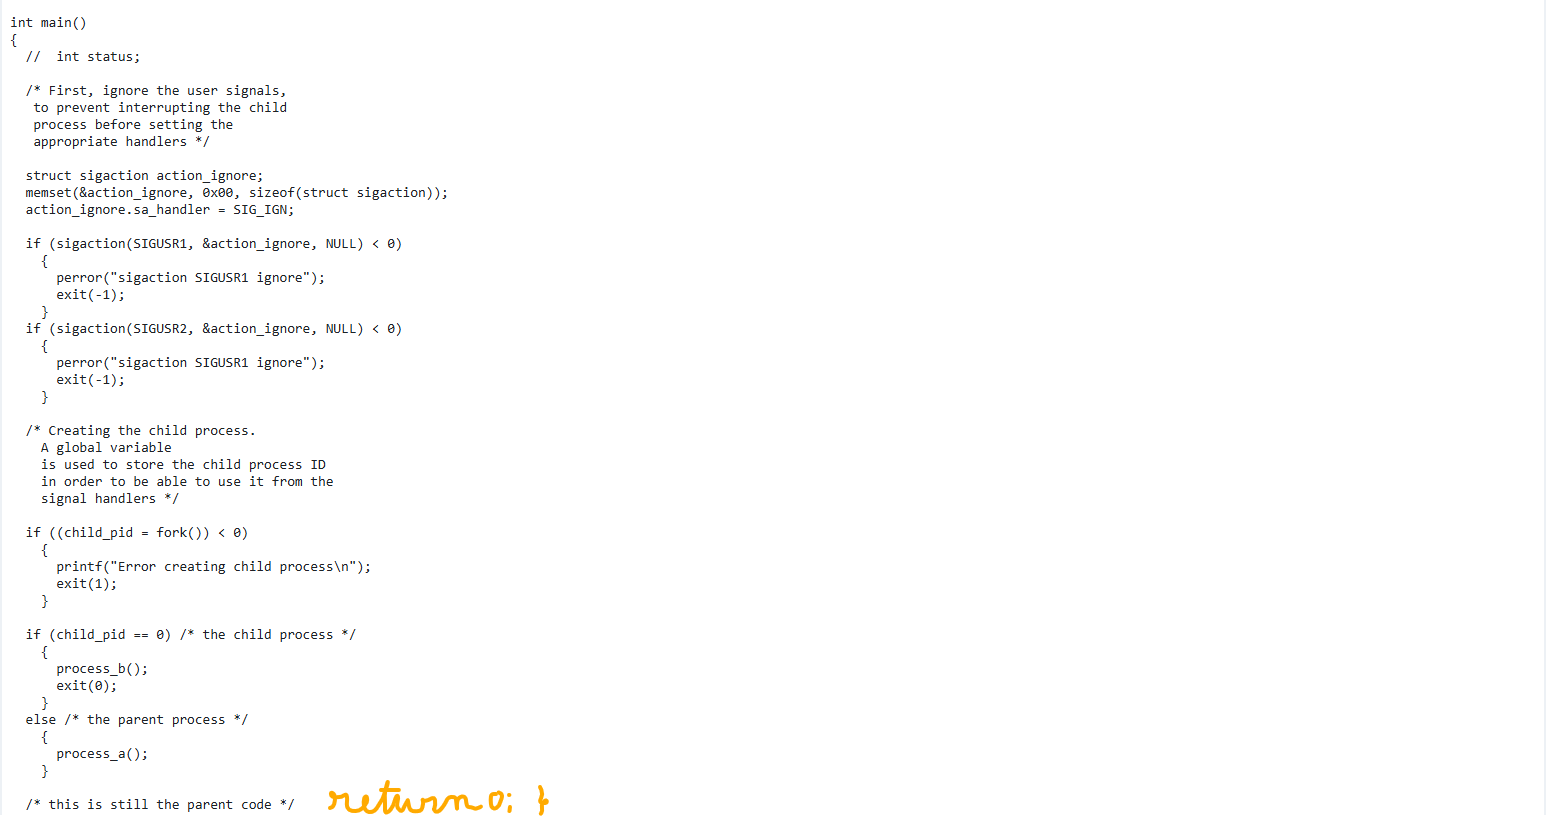 int main()
{
//  int status;
/* First, ignore the user signals,
to prevent interrupting the child
process before setting the
appropriate handlers */
struct sigaction action_ignore;
memset(&action_ignore, 0x00, sizeof(struct sigaction));
action_ignore.sa_handler = SIG_IGN;
if (sigaction(SIGUSR1, &action_ignore, NULL) < 0)
{
perror("sigaction SIGUSR1 ignore");
exit(-1);
}
if (sigaction(SIGUSR2, &action_ignore, NULL) < 0)
{
perror("sigaction SIGUSR1 ignore");
exit(-1);
}
/* Creating the child process.
A global variable
is used to store the child process ID
in order to be able to use it from the
signal handlers */
if ((child_pid = fork()) < 0)
{
printf("Error creating child process\n");
exit(1);
}
if (child_pid == 0) /* the child process */
{
process_b();
exit(0);
}
else /* the parent process */
{
process_a();
}
/* this is still the parent code */ return 0; }